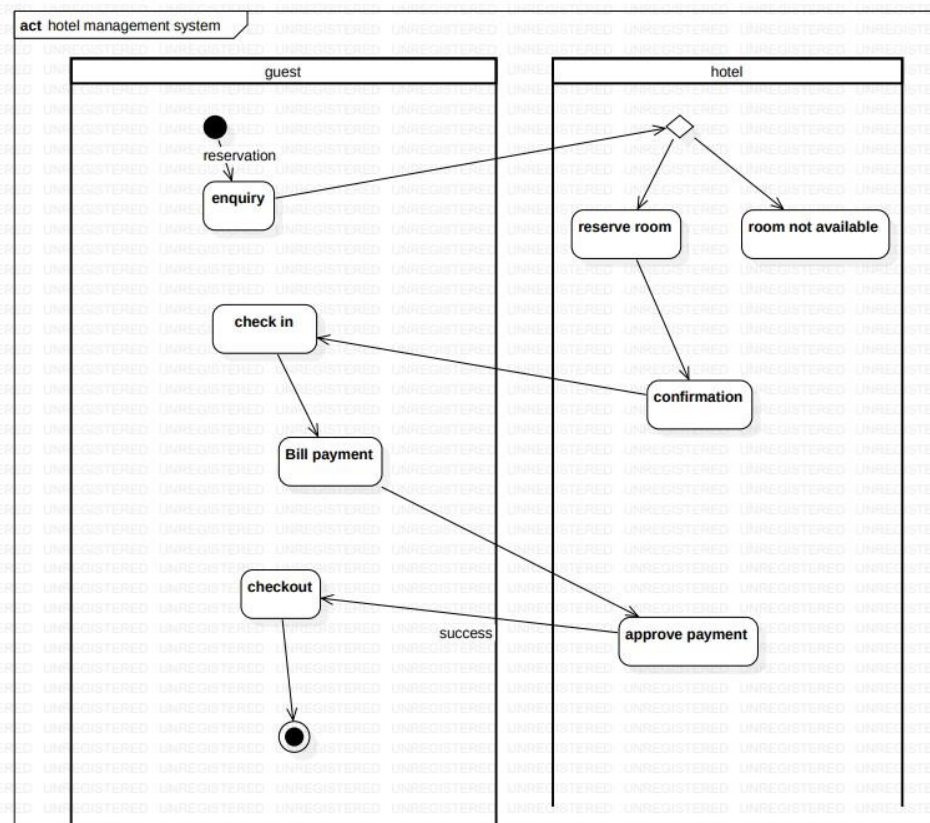 act hotel management system
guest
hotel
reservation
enquiry
reserve room
room not available
check in
confirmation
Bill payment
checkout
success
approve payment
UNREGISTERED